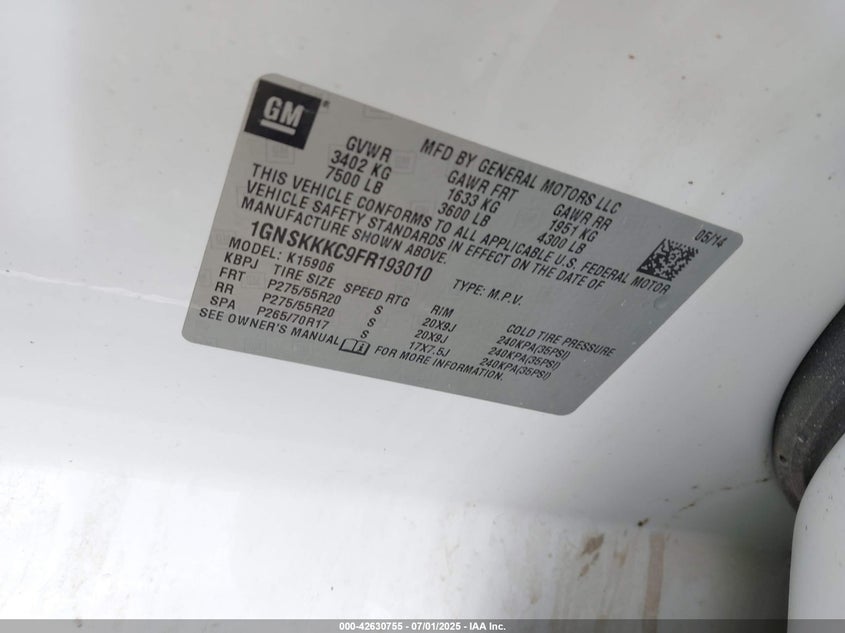 GM
MFD BY GENERAL MOTORS LLC
05/14
GVWR GAWR FRT GAWR RR
3402 KG 1633 KG 1951 KG
7500 LB 3600 LB 4300 LB
THIS VEHICLE CONFORMS TO ALL APPLICABLE U.S. FEDERAL MOTOR
VEHICLE SAFETY STANDARDS IN EFFECT ON THE DATE OF
MANUFACTURE SHOWN ABOVE.
1GNSKKKC9FR193010 TYPE: M.P.V.
MODEL: K15906
KBPJ TIRE SIZE SPEED RTG RIM COLD TIRE PRESSURE
FRT P275/55R20 S 20X9J 240KPA(35PSI)
RR P275/55R20 S 20X9J 240KPA(35PSI)
SPA P265/70R17 S 17X7.5J 240KPA(35PSI)
SEE OWNER'S MANUAL FOR MORE INFORMATION.
000-42630755 - 07/01/2025 - IAA Inc.